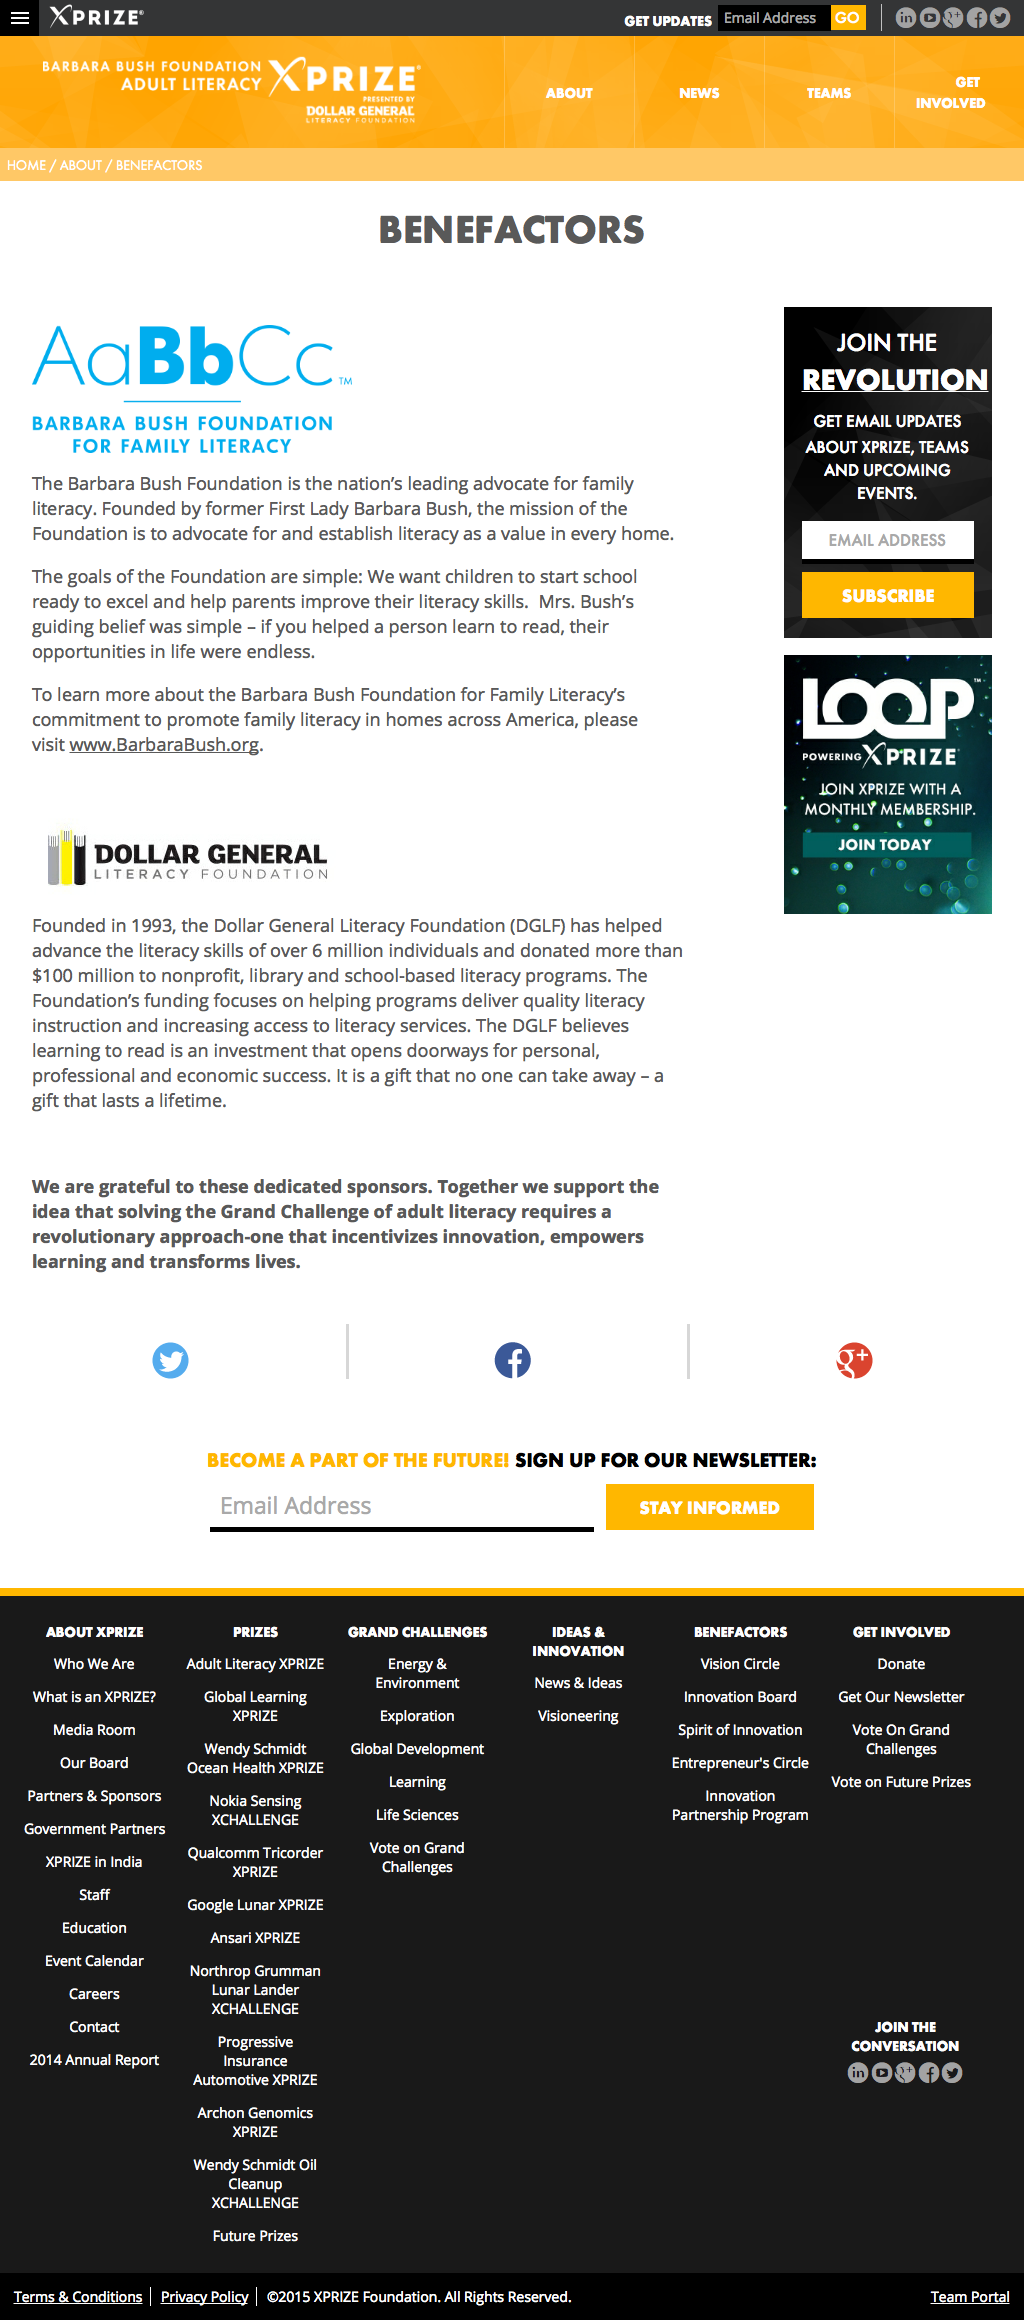 XPRIZE®
GET UPDATES
Email Address
GO
BARBARA BUSH FOUNDATION
ADULT LITERACY
XPRIZE®
PRESENTED BY
DOLLAR GENERAL
LITERACY FOUNDATION
ABOUT
NEWS
TEAMS
GET
INVOLVED
HOME / ABOUT / BENEFACTORS
BENEFACTORS
AaBbCc™
BARBARA BUSH FOUNDATION
FOR FAMILY LITERACY
The Barbara Bush Foundation is the nation’s leading advocate for family
literacy. Founded by former First Lady Barbara Bush, the mission of the
Foundation is to advocate for and establish literacy as a value in every home.
The goals of the Foundation are simple: We want children to start school
ready to excel and help parents improve their literacy skills.  Mrs. Bush’s
guiding belief was simple – if you helped a person learn to read, their
opportunities in life were endless.
To learn more about the Barbara Bush Foundation for Family Literacy’s
commitment to promote family literacy in homes across America, please
visit www.BarbaraBush.org.
DOLLAR GENERAL
LITERACY FOUNDATION
Founded in 1993, the Dollar General Literacy Foundation (DGLF) has helped
advance the literacy skills of over 6 million individuals and donated more than
$100 million to nonprofit, library and school-based literacy programs. The
Foundation’s funding focuses on helping programs deliver quality literacy
instruction and increasing access to literacy services. The DGLF believes
learning to read is an investment that opens doorways for personal,
professional and economic success. It is a gift that no one can take away – a
gift that lasts a lifetime.
We are grateful to these dedicated sponsors. Together we support the
idea that solving the Grand Challenge of adult literacy requires a
revolutionary approach-one that incentivizes innovation, empowers
learning and transforms lives.
JOIN THE
REVOLUTION
GET EMAIL UPDATES
ABOUT XPRIZE, TEAMS
AND UPCOMING
EVENTS.
EMAIL ADDRESS
SUBSCRIBE
LOOP™
POWERING XPRIZE®
JOIN XPRIZE WITH A
MONTHLY MEMBERSHIP.
JOIN TODAY
BECOME A PART OF THE FUTURE! SIGN UP FOR OUR NEWSLETTER:
Email Address
STAY INFORMED
ABOUT XPRIZE
Who We Are
What is an XPRIZE?
Media Room
Our Board
Partners & Sponsors
Government Partners
XPRIZE in India
Staff
Education
Event Calendar
Careers
Contact
2014 Annual Report
PRIZES
Adult Literacy XPRIZE
Global Learning
XPRIZE
Wendy Schmidt
Ocean Health XPRIZE
Nokia Sensing
XCHALLENGE
Qualcomm Tricorder
XPRIZE
Google Lunar XPRIZE
Ansari XPRIZE
Northrop Grumman
Lunar Lander
XCHALLENGE
Progressive
Insurance
Automotive XPRIZE
Archon Genomics
XPRIZE
Wendy Schmidt Oil
Cleanup
XCHALLENGE
Future Prizes
GRAND CHALLENGES
Energy &
Environment
Exploration
Global Development
Learning
Life Sciences
Vote on Grand
Challenges
IDEAS &
INNOVATION
News & Ideas
Visioneering
BENEFACTORS
Vision Circle
Innovation Board
Spirit of Innovation
Entrepreneur's Circle
Innovation
Partnership Program
GET INVOLVED
Donate
Get Our Newsletter
Vote On Grand
Challenges
Vote on Future Prizes
JOIN THE
CONVERSATION
Terms & Conditions
Privacy Policy
©2015 XPRIZE Foundation. All Rights Reserved.
Team Portal